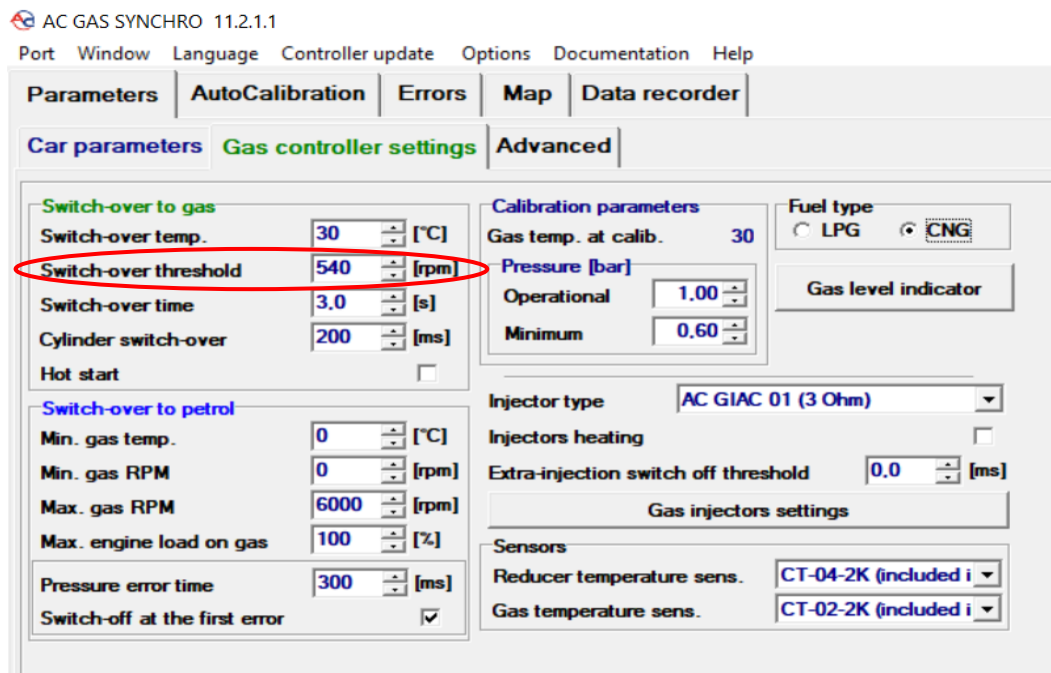 AC GAS SYNCHRO 11.2.1.1
Port Window Language Controller update Options Documentation Help
Parameters AutoCalibration Errors Map Data recorder
Car parameters Gas controller settings Advanced
Switch-over to gas
Switch-over temp. 30 [°C]
Switch-over threshold 540 [rpm]
Switch-over time 3.0 [s]
Cylinder switch-over 200 [ms]
Hot start
Switch-over to petrol
Min. gas temp. 0 [°C]
Min. gas RPM 0 [rpm]
Max. gas RPM 6000 [rpm]
Max. engine load on gas 100 [%]
Pressure error time 300 [ms]
Switch-off at the first error
Calibration parameters
Gas temp. at calib. 30
Pressure [bar]
Operational 1.00
Minimum 0.60
Fuel type
LPG CNG
Gas level indicator
Injector type AC GIAC 01 (3 Ohm)
Injectors heating
Extra-injection switch off threshold 0.0 [ms]
Gas injectors settings
Sensors
Reducer temperature sens. CT-04-2K (included i
Gas temperature sens. CT-02-2K (included i